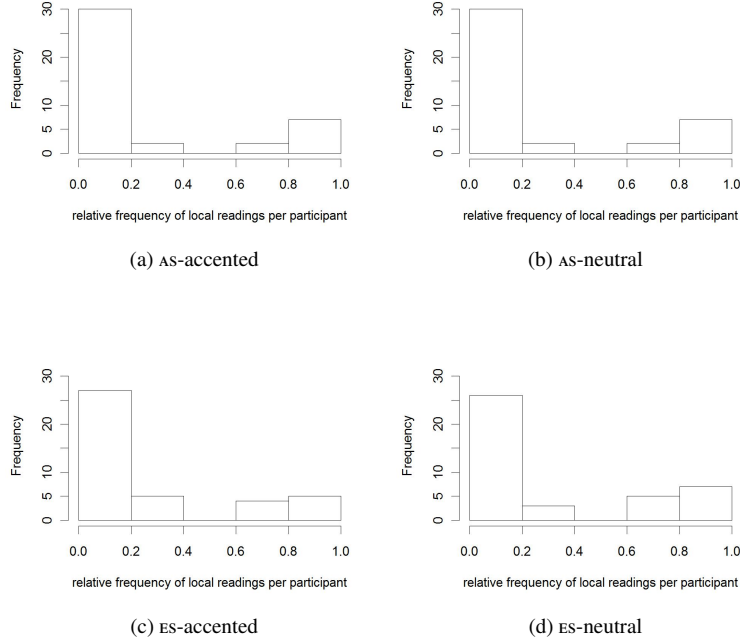 Frequency
0 5 10 20 30
0.0 0.2 0.4 0.6 0.8 1.0
relative frequency of local readings per participant
(a) AS-accented
Frequency
0 5 10 20 30
0.0 0.2 0.4 0.6 0.8 1.0
relative frequency of local readings per participant
(b) AS-neutral
Frequency
0 5 10 20 30
0.0 0.2 0.4 0.6 0.8 1.0
relative frequency of local readings per participant
(c) ES-accented
Frequency
0 5 10 20 30
0.0 0.2 0.4 0.6 0.8 1.0
relative frequency of local readings per participant
(d) ES-neutral